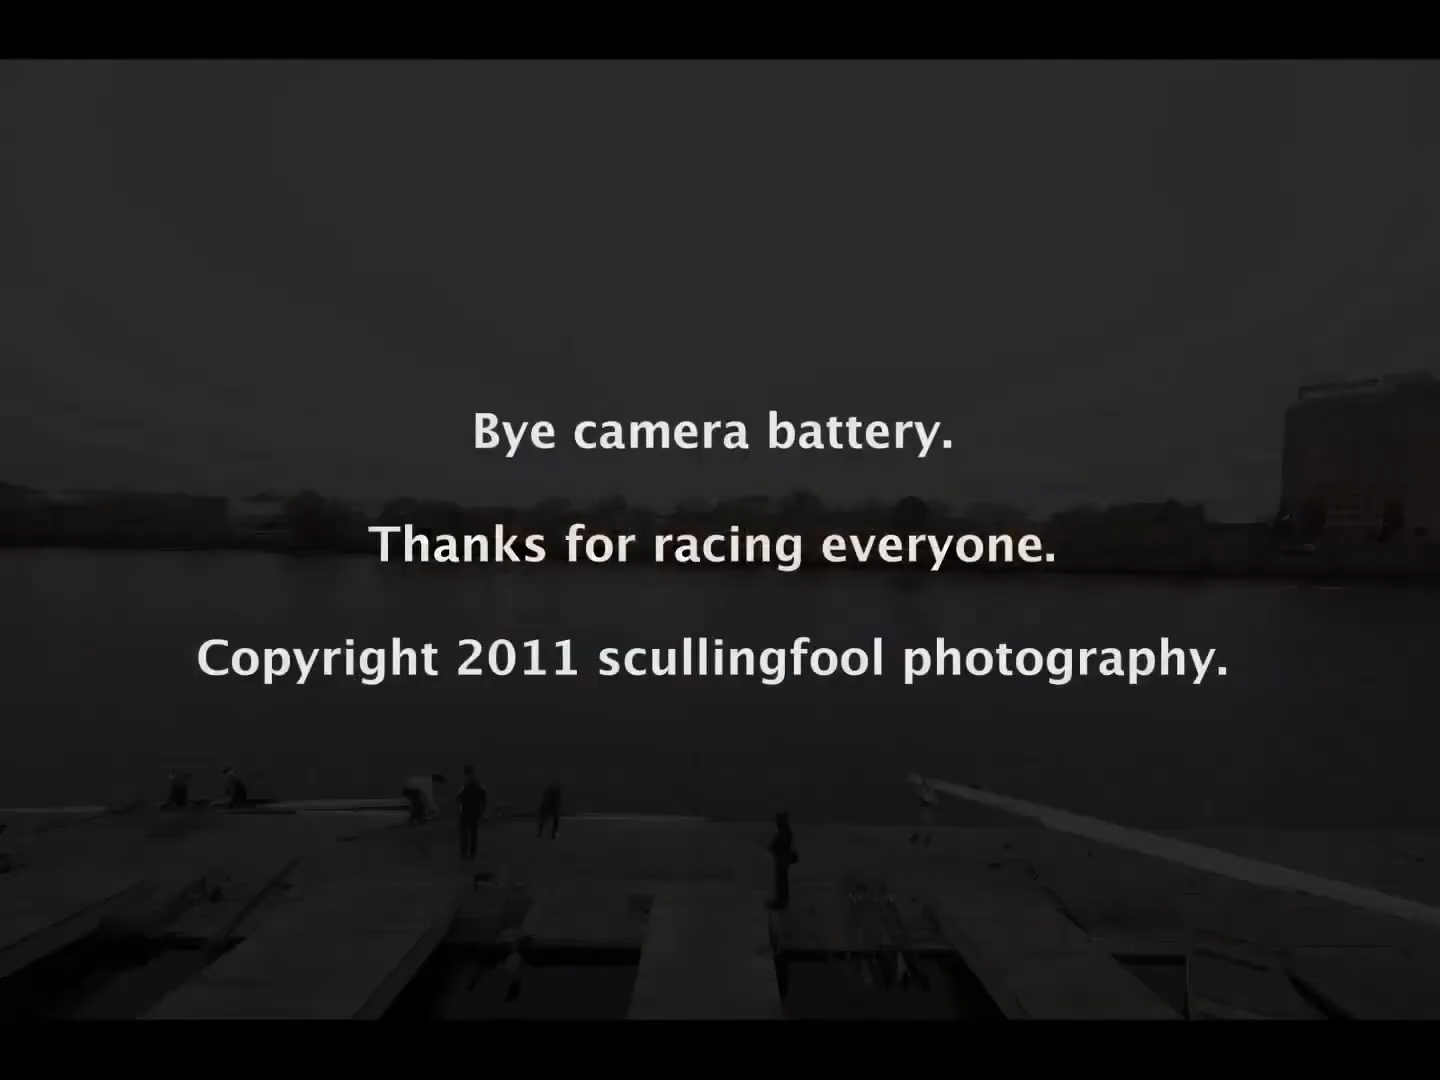 Bye camera battery.
Thanks for racing everyone.
Copyright 2011 scullingfool photography.